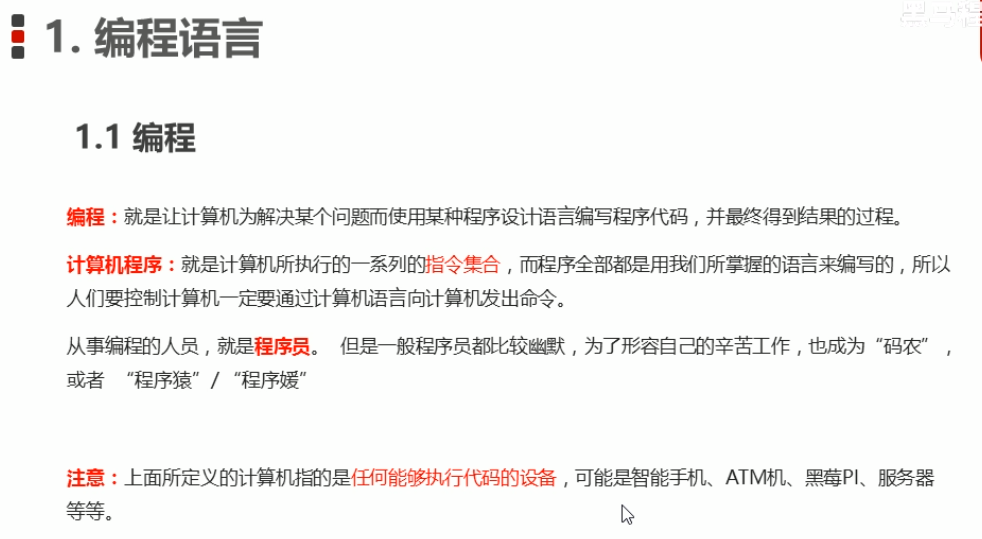 1. 编程语言
1.1 编程
编程：就是让计算机为解决某个问题而使用某种程序设计语言编写程序代码，并最终得到结果的过程。
计算机程序：就是计算机所执行的一系列的指令集合，而程序全部都是用我们所掌握的语言来编写的，所以
人们要控制计算机一定要通过计算机语言向计算机发出命令。
从事编程的人员，就是程序员。 但是一般程序员都比较幽默，为了形容自己的辛苦工作，也成为“码农”，
或者 “程序猿”/“程序媛”
注意：上面所定义的计算机指的是任何能够执行代码的设备，可能是智能手机、ATM机、黑莓PI、服务器
等等。